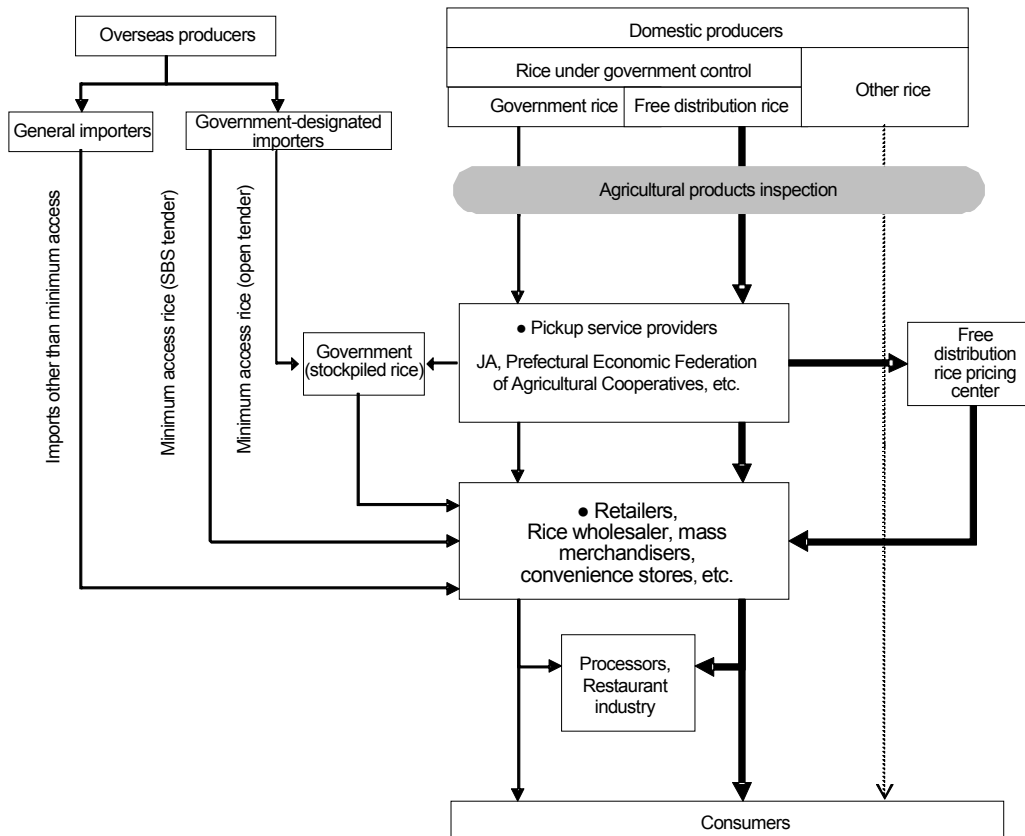 Overseas producers
Domestic producers
Rice under government control
Other rice
Government rice
Free distribution rice
General importers
Government-designated
importers
Agricultural products inspection
Imports other than minimum access
Minimum access rice (SBS tender)
Minimum access rice (open tender)
● Pickup service providers
JA, Prefectural Economic Federation
of Agricultural Cooperatives, etc.
Government
(stockpiled rice)
Free
distribution
rice pricing
center
● Retailers,
Rice wholesaler, mass
merchandisers,
convenience stores, etc.
Processors,
Restaurant
industry
Consumers